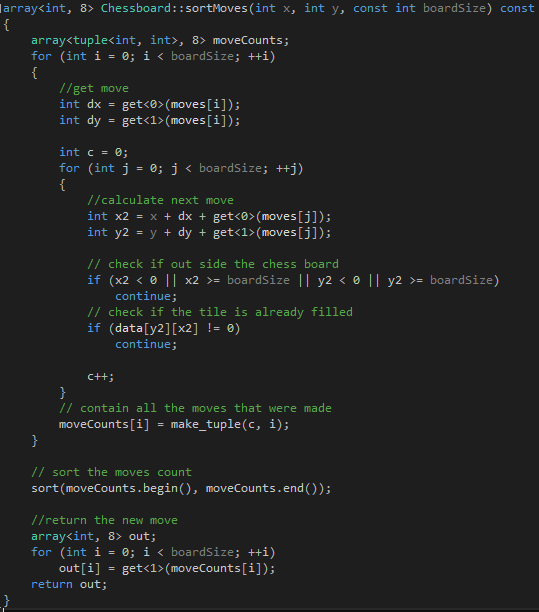 array<int, 8> Chessboard::sortMoves(int x, int y, const int boardSize) const
{
    array<tuple<int, int>, 8> moveCounts;
    for (int i = 0; i < boardSize; ++i)
    {
        //get move
        int dx = get<0>(moves[i]);
        int dy = get<1>(moves[i]);

        int c = 0;
        for (int j = 0; j < boardSize; ++j)
        {
            //calculate next move
            int x2 = x + dx + get<0>(moves[j]);
            int y2 = y + dy + get<1>(moves[j]);

            // check if out side the chess board
            if (x2 < 0 || x2 >= boardSize || y2 < 0 || y2 >= boardSize)
                continue;
            // check if the tile is already filled
            if (data[y2][x2] != 0)
                continue;

            c++;
        }
        // contain all the moves that were made
        moveCounts[i] = make_tuple(c, i);
    }

    // sort the moves count
    sort(moveCounts.begin(), moveCounts.end());

    //return the new move
    array<int, 8> out;
    for (int i = 0; i < boardSize; ++i)
        out[i] = get<1>(moveCounts[i]);
    return out;
}